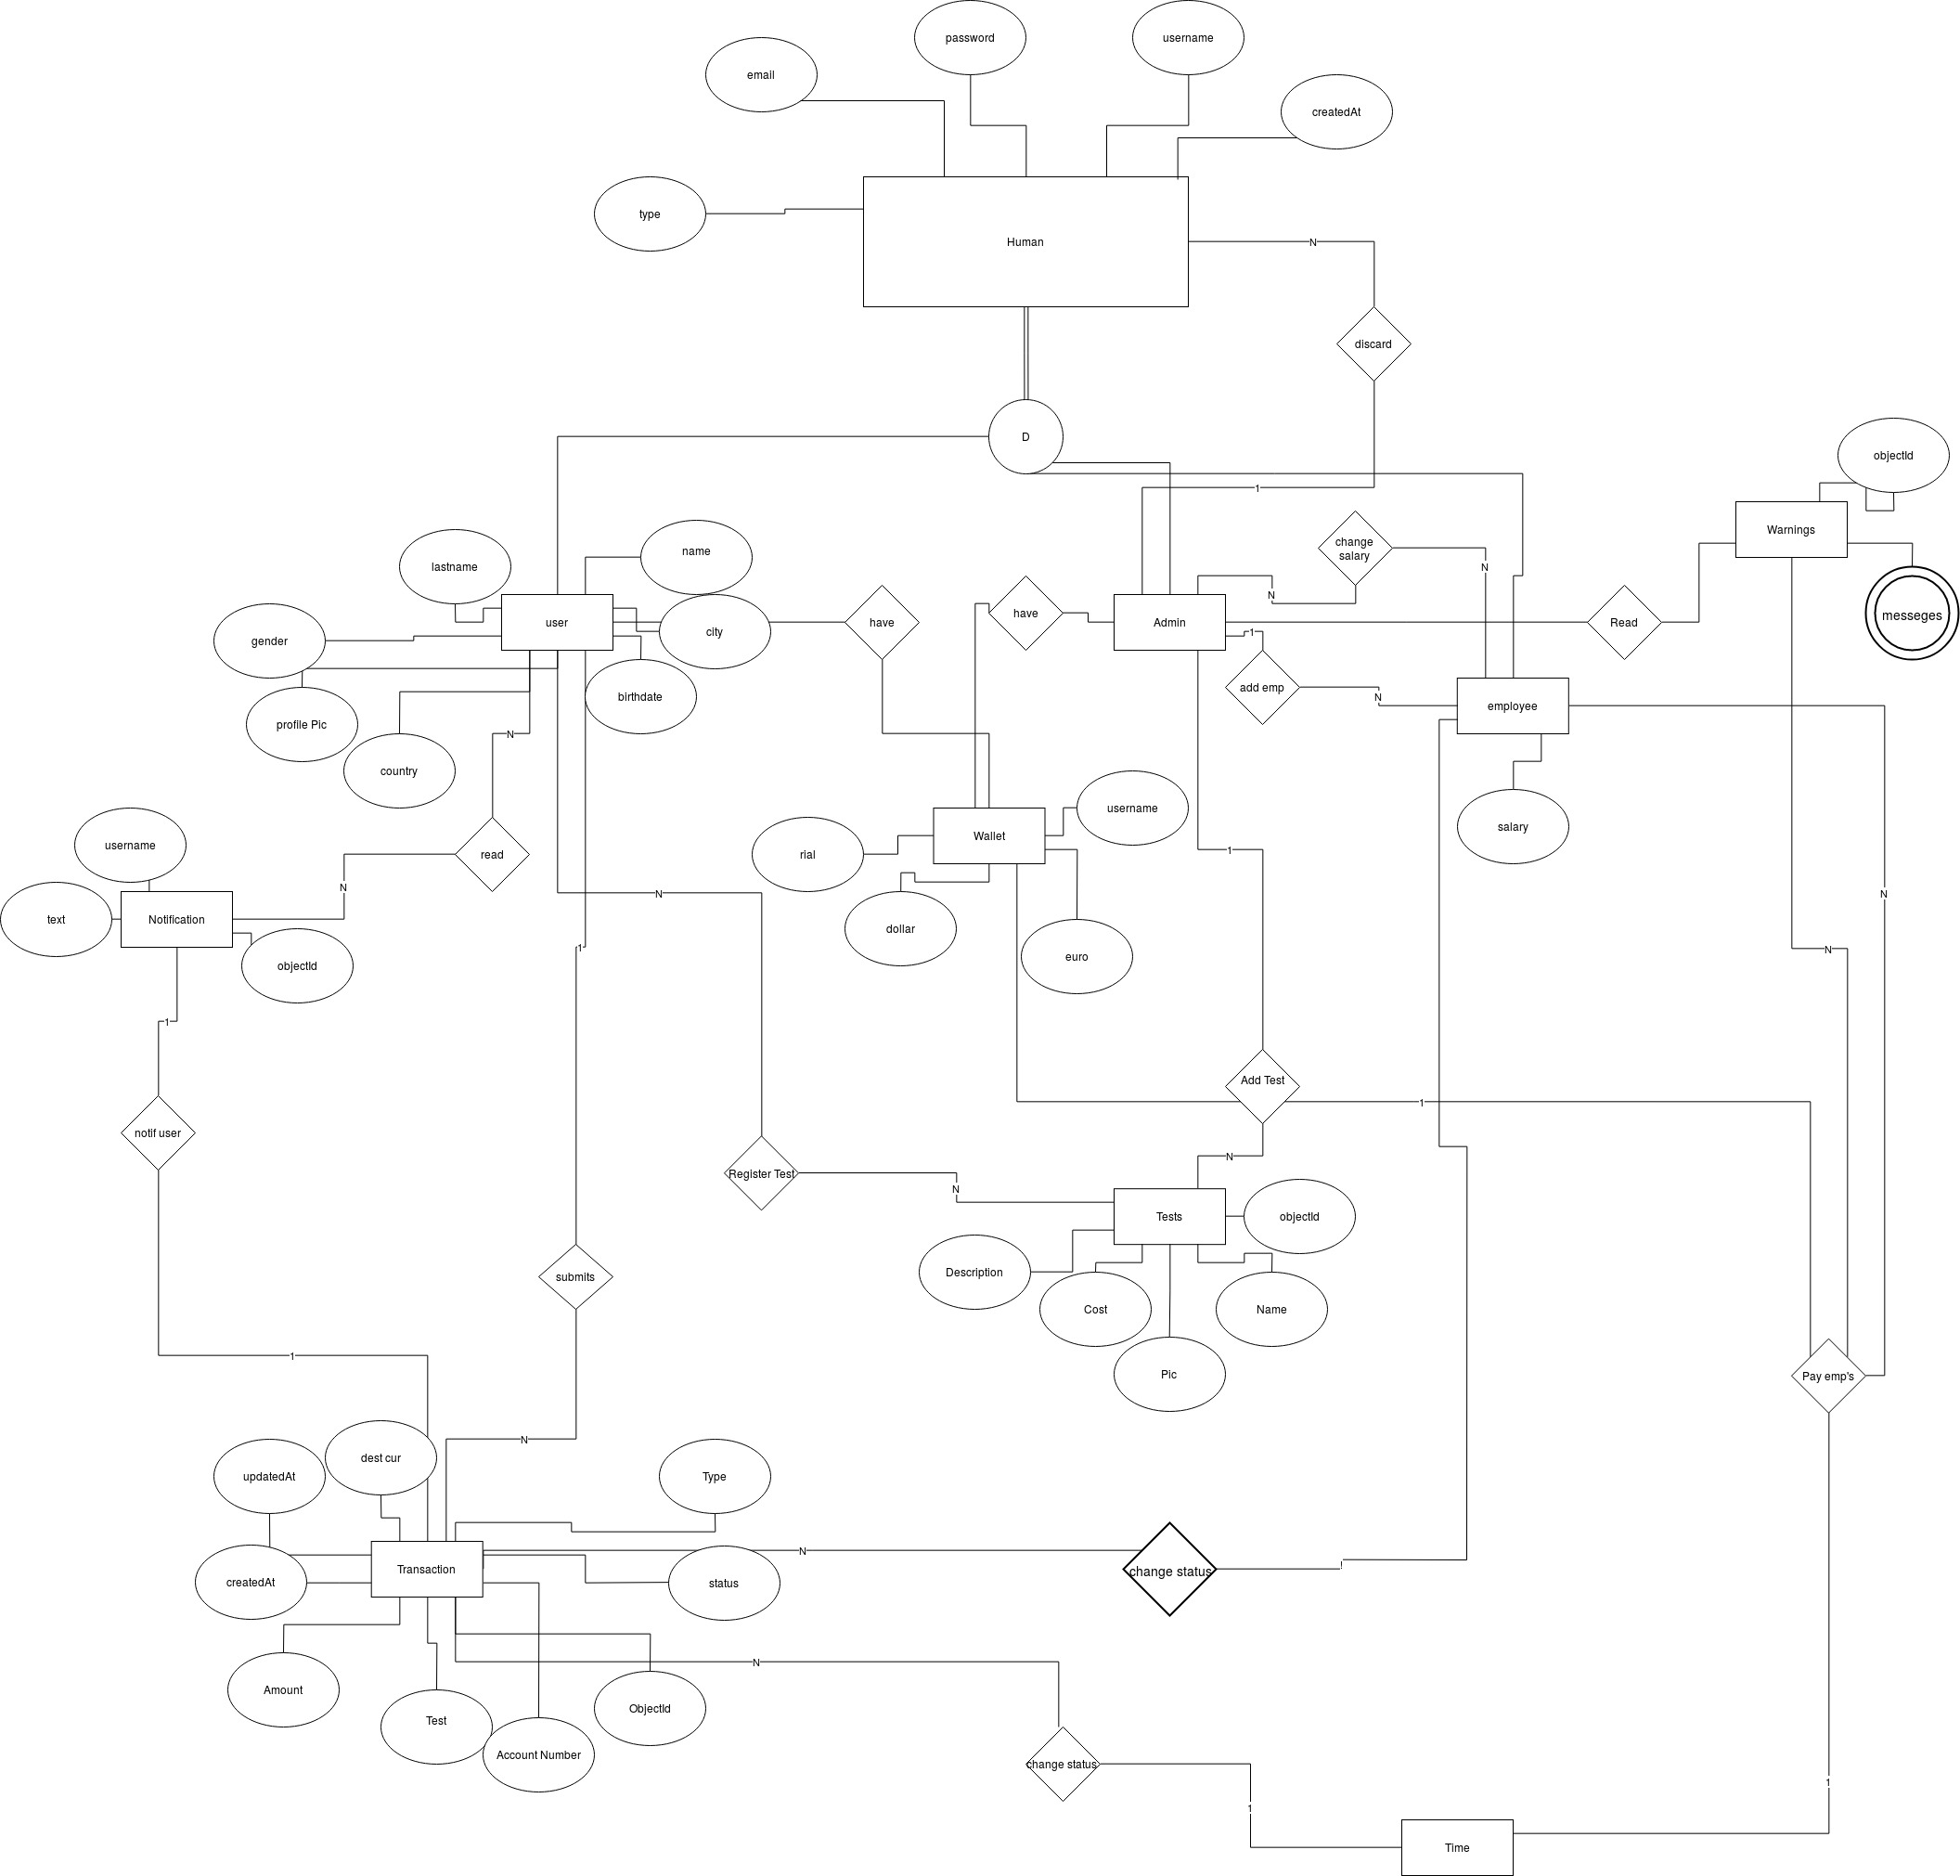 password
username
email
createdAt
type
Human
N
discard
D
objectId
1
Warnings
name
change
salary
lastname
N
N
have
have
user
Admin
Read
messeges
city
1
gender
add emp
birthdate
N
employee
profile Pic
N
country
username
Wallet
username
salary
rial
1
read
N
N
N
text
Notification
dollar
1
N
euro
objectId
1
Add Test
1
notif user
N
Register Test
N
Tests
objectId
Description
submits
Cost
Name
1
Pic
Pay emp's
N
dest cur
updatedAt
Type
N
Transaction
1
change status
createdAt
status
N
Amount
ObjectId
Test
Account Number
change status
1
1
Time